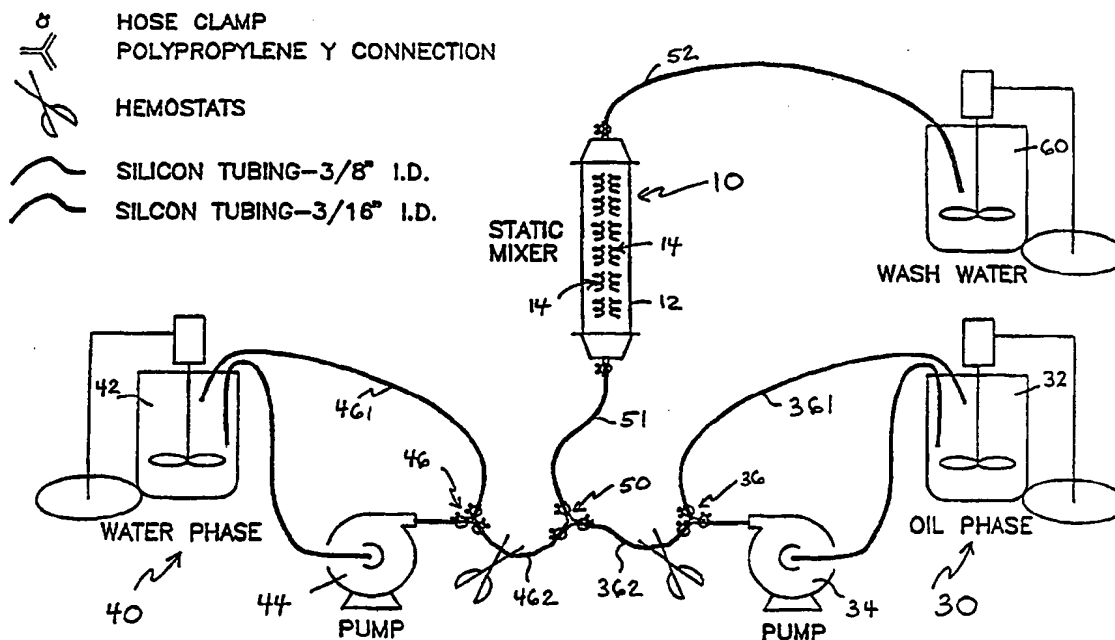 HOSE CLAMP
POLYPROPYLENE Y CONNECTION
HEMOSTATS
SILICON TUBING-3/8" I.D.
SILCON TUBING-3/16" I.D.
52
60
10
STATIC
MIXER
14
14
12
WASH WATER
42
461
51
361
32
46
50
36
WATER PHASE
OIL PHASE
40
44
462
362
34
30
PUMP
PUMP